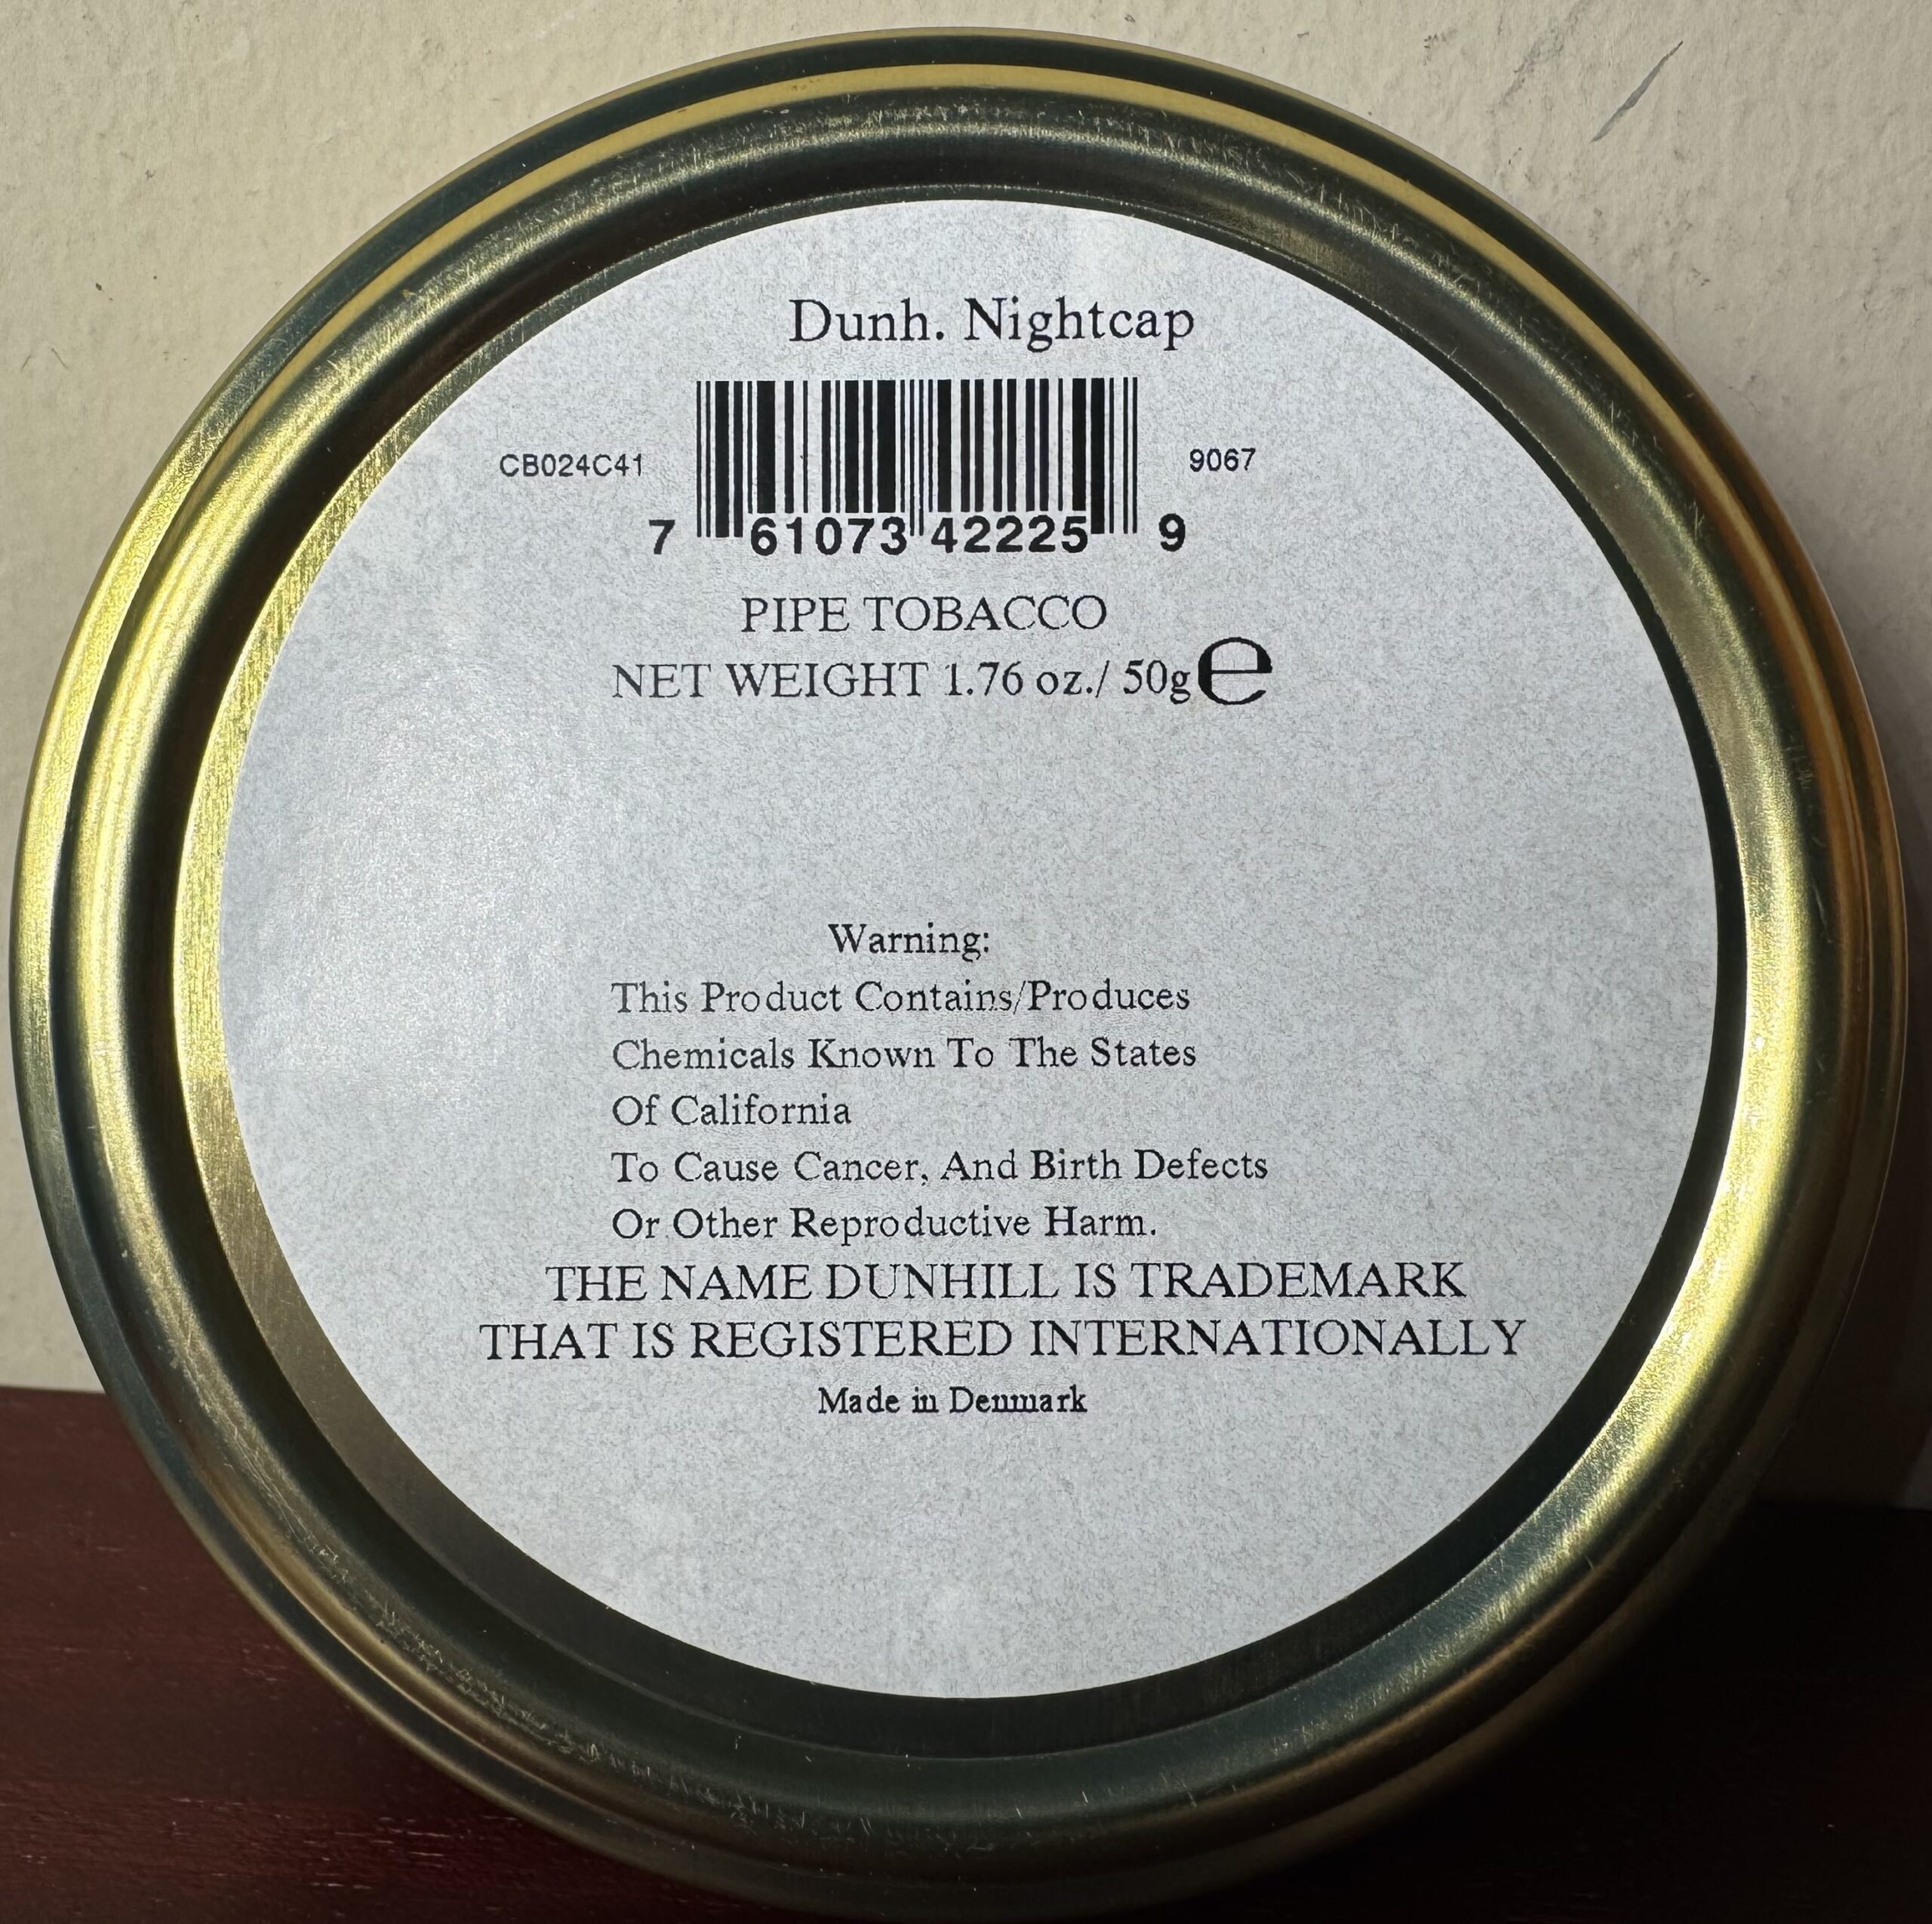 Dunh. Nightcap
CB024C41
9067
7 61073 42225 9
PIPE TOBACCO
NET WEIGHT 1.76 oz./ 50g℮
Warning:
This Product Contains/Produces
Chemicals Known To The States
Of California
To Cause Cancer, And Birth Defects
Or Other Reproductive Harm.
THE NAME DUNHILL IS TRADEMARK
THAT IS REGISTERED INTERNATIONALLY
Made in Denmark